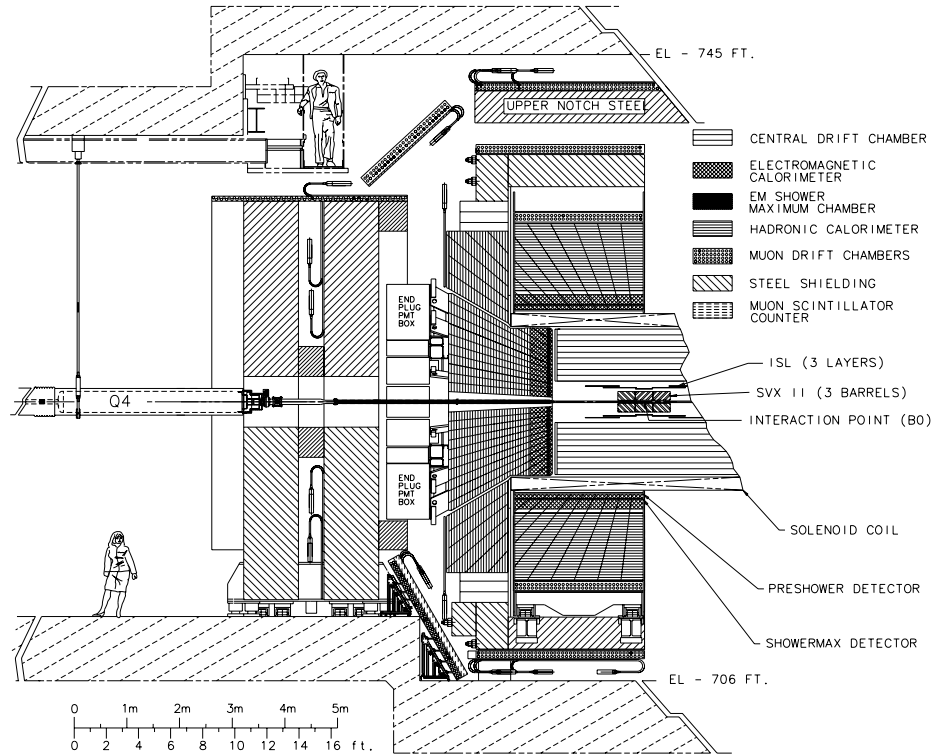 EL - 745 FT.
UPPER NOTCH STEEL
CENTRAL DRIFT CHAMBER
ELECTROMAGNETIC
CALORIMETER
EM SHOWER
MAXIMUM CHAMBER
HADRONIC CALORIMETER
MUON DRIFT CHAMBERS
STEEL SHIELDING
MUON SCINTILLATOR
COUNTER
END
PLUG
PMT
BOX
ISL (3 LAYERS)
Q4
SVX II (3 BARRELS)
INTERACTION POINT (B0)
END
PLUG
PMT
BOX
SOLENOID COIL
PRESHOWER DETECTOR
SHOWERMAX DETECTOR
EL - 706 FT.
0 1m 2m 3m 4m 5m
0 2 4 6 8 10 12 14 16 ft.